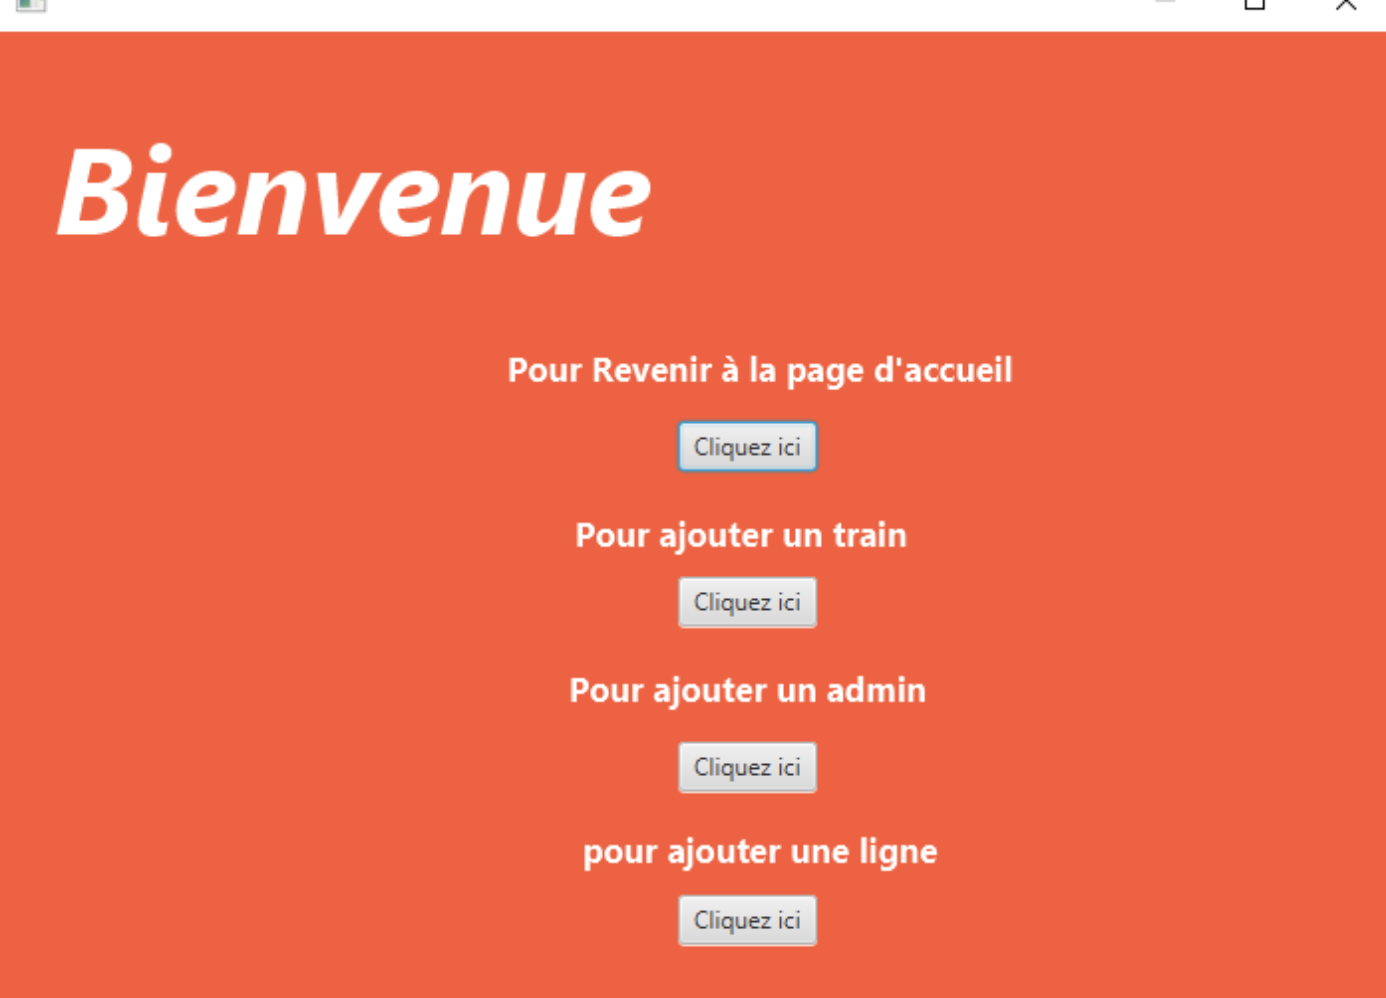 Bienvenue
Pour Revenir à la page d'accueil
Cliquez ici
Pour ajouter un train
Cliquez ici
Pour ajouter un admin
Cliquez ici
pour ajouter une ligne
Cliquez ici